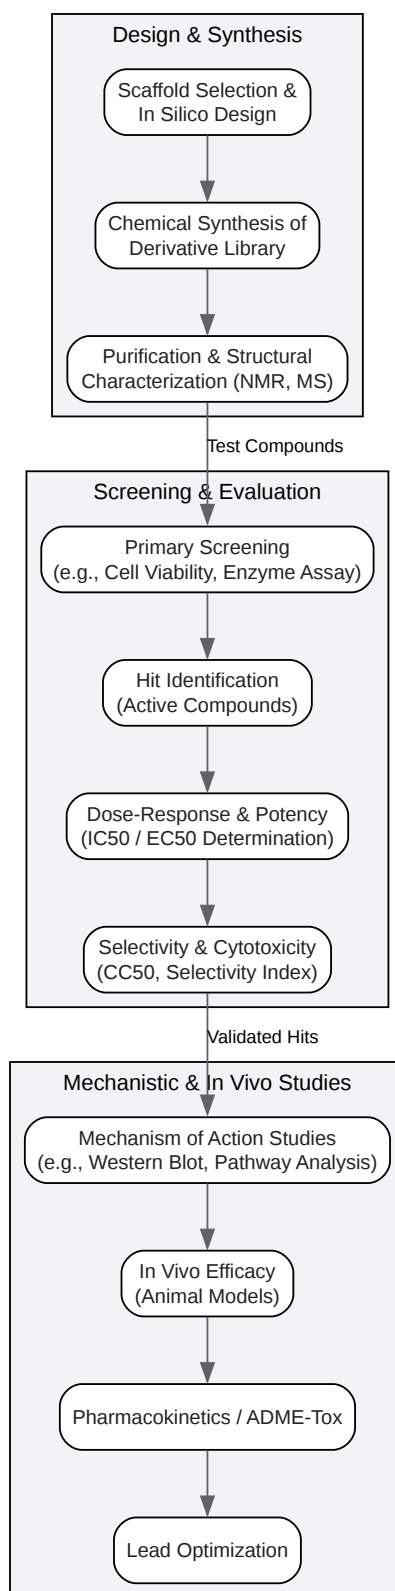 Design & Synthesis
Scaffold Selection &
In Silico Design
Chemical Synthesis of
Derivative Library
Purification & Structural
Characterization (NMR, MS)
Test Compounds
Screening & Evaluation
Primary Screening
(e.g., Cell Viability, Enzyme Assay)
Hit Identification
(Active Compounds)
Dose-Response & Potency
(IC50 / EC50 Determination)
Selectivity & Cytotoxicity
(CC50, Selectivity Index)
Validated Hits
Mechanistic & In Vivo Studies
Mechanism of Action Studies
(e.g., Western Blot, Pathway Analysis)
In Vivo Efficacy
(Animal Models)
Pharmacokinetics / ADME-Tox
Lead Optimization